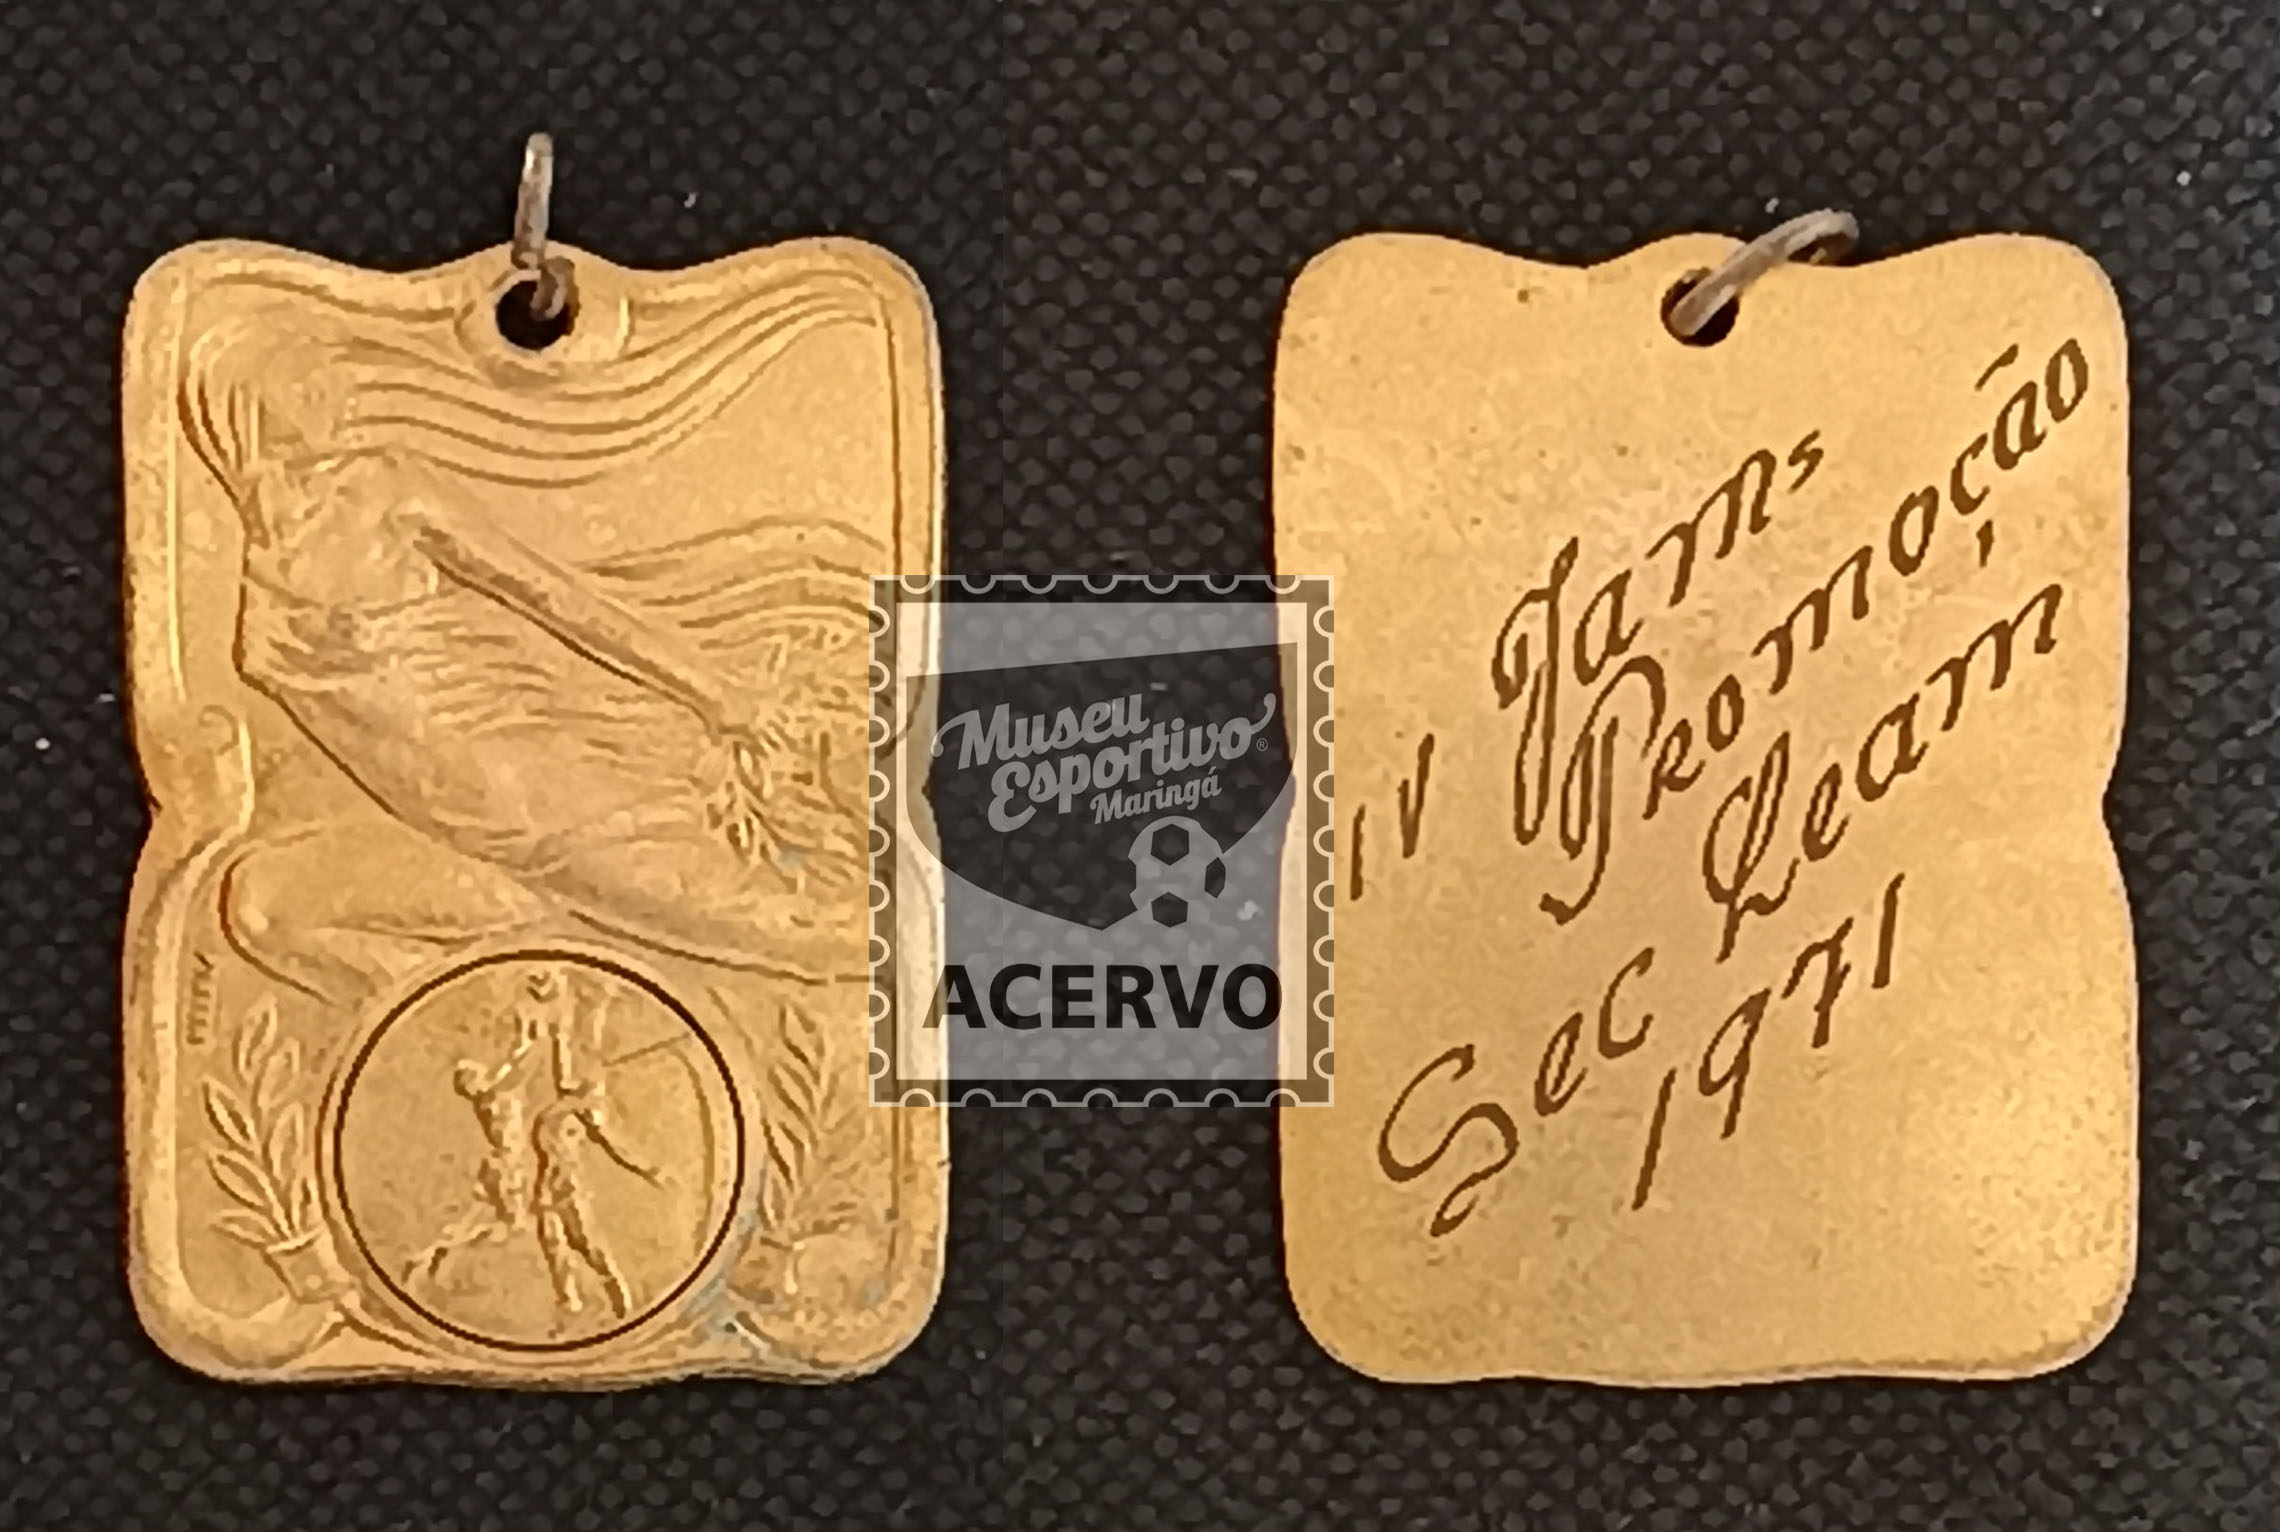 IV Jams
Promoção
Sec Leam
1971
Museu
Esportivo®
Maringá
ACERVO